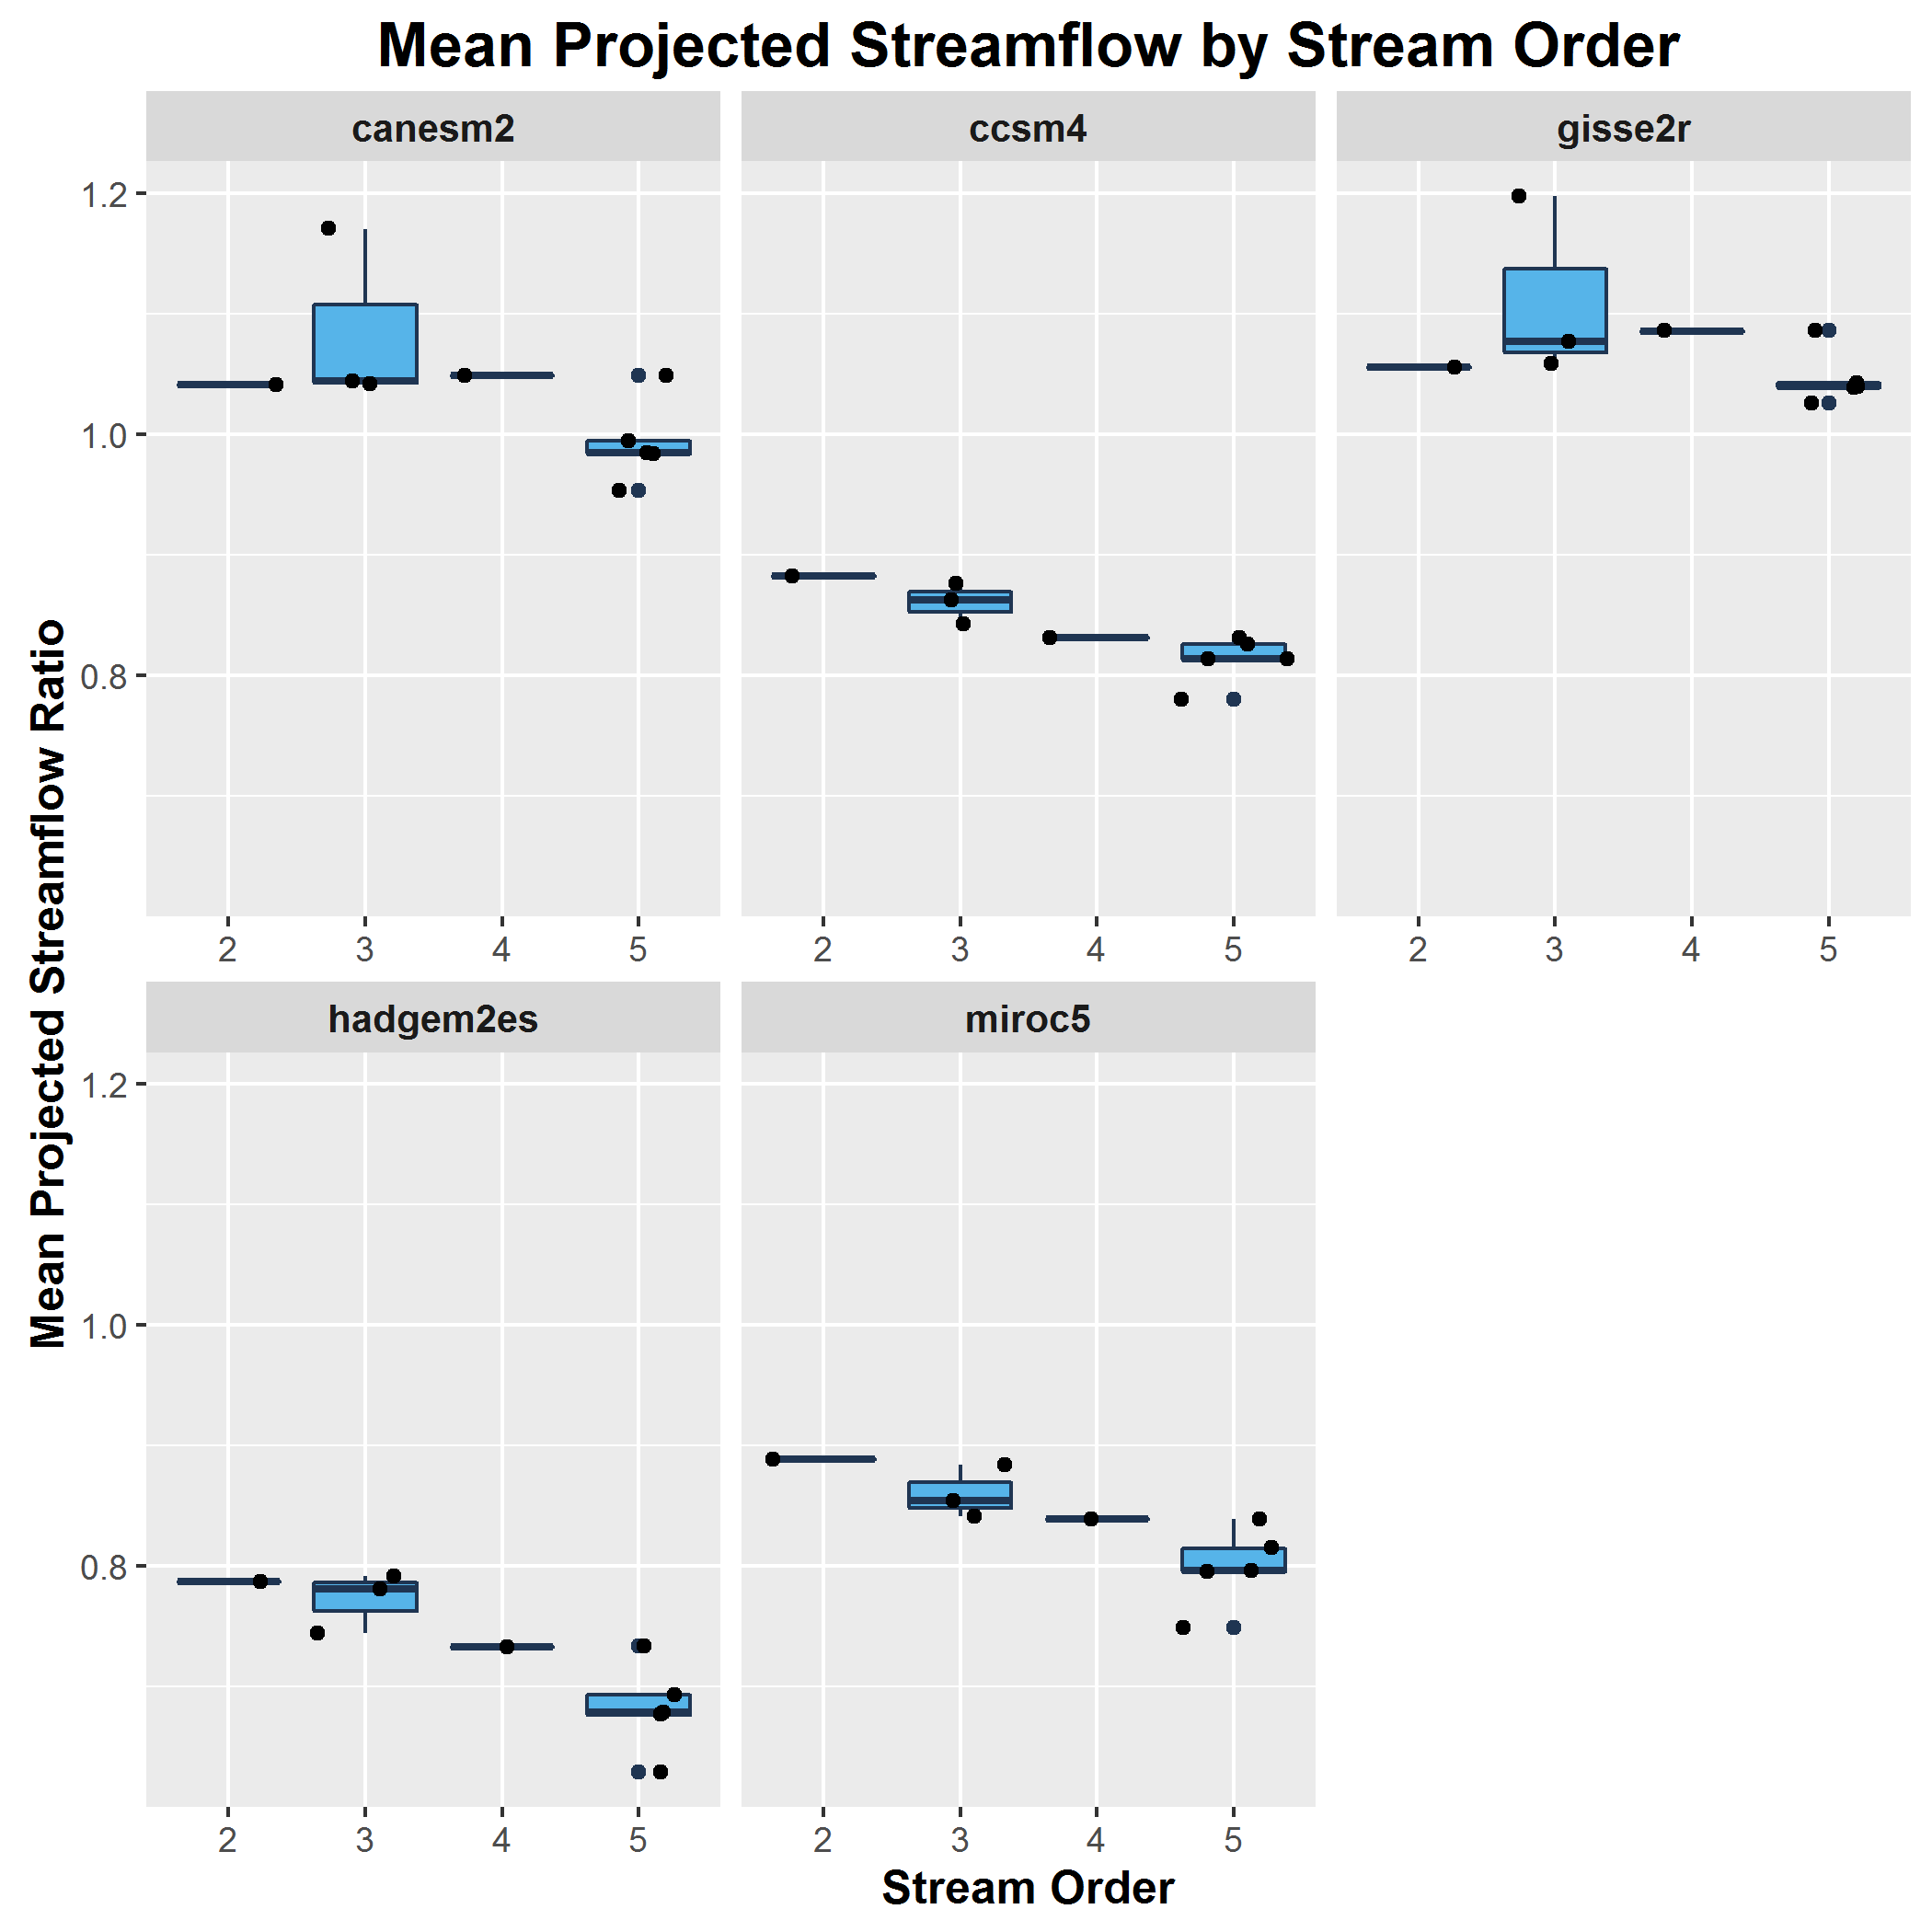 Mean Projected Streamflow by Stream Order
canesm2
ccsm4
gisse2r
1.2
1.0
0.8
2 3 4 5
2 3 4 5
2 3 4 5
Mean Projected Streamflow Ratio
hadgem2es
miroc5
1.2
1.0
0.8
2 3 4 5
2 3 4 5
Stream Order